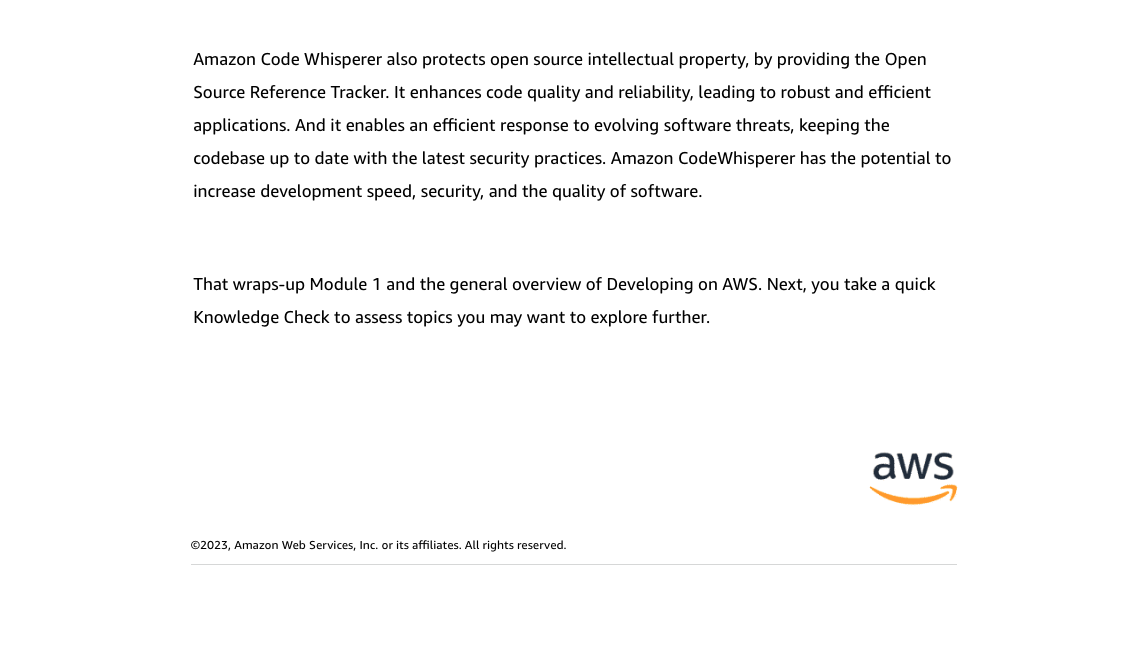 Amazon Code Whisperer also protects open source intellectual property, by providing the Open
Source Reference Tracker. It enhances code quality and reliability, leading to robust and efficient
applications. And it enables an efficient response to evolving software threats, keeping the
codebase up to date with the latest security practices. Amazon CodeWhisperer has the potential to
increase development speed, security, and the quality of software.
That wraps-up Module 1 and the general overview of Developing on AWS. Next, you take a quick
Knowledge Check to assess topics you may want to explore further.
aws
©2023, Amazon Web Services, Inc. or its affiliates. All rights reserved.